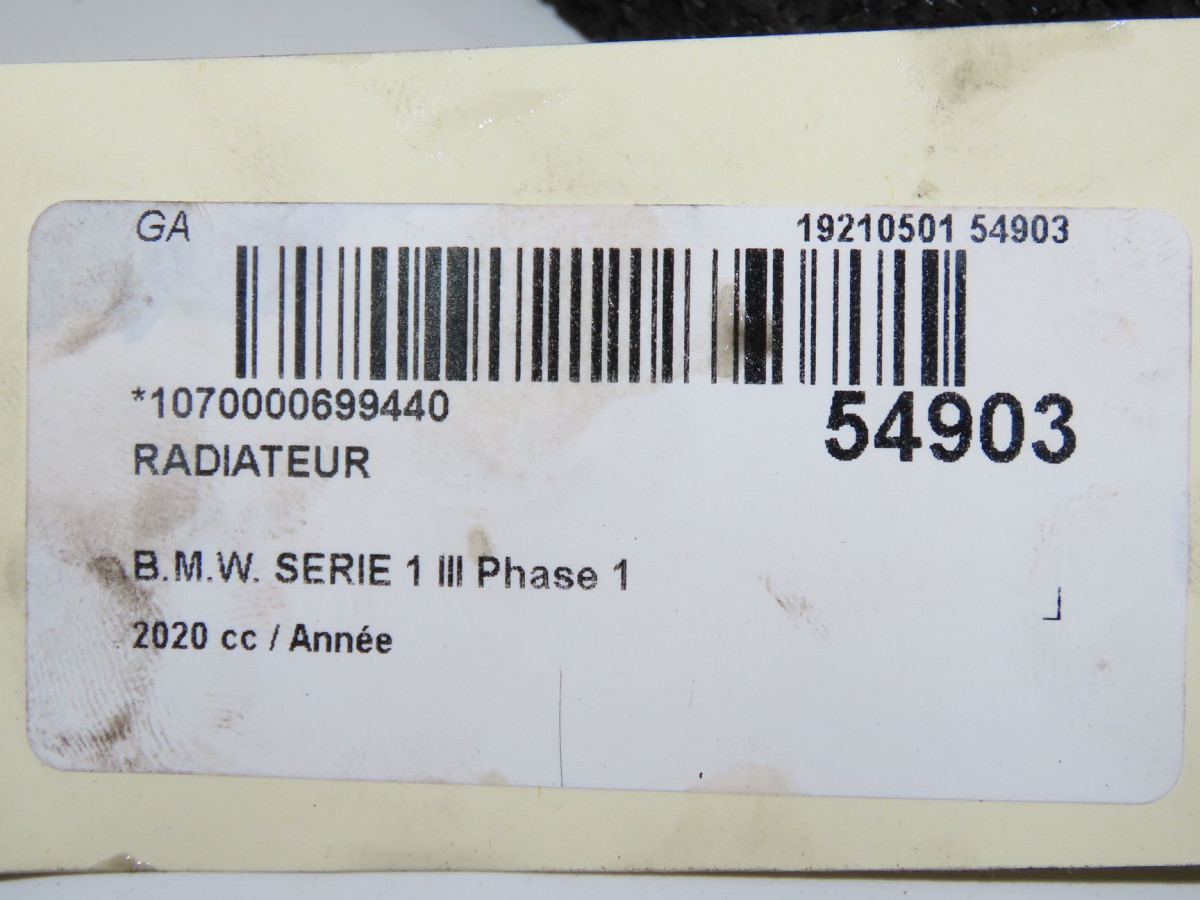 GA
19210501 54903
*1070000699440
54903
RADIATEUR
B.M.W. SERIE 1 III Phase 1
2020 cc / Année